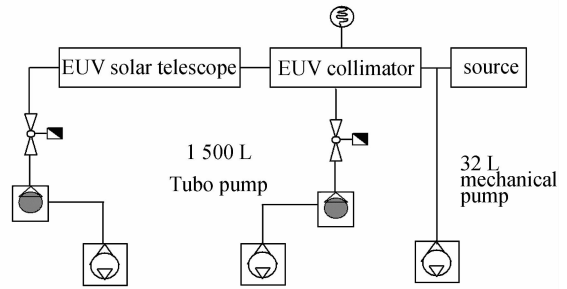 EUV solar telescope
EUV collimator
source
1 500 L
Tubo pump
32 L
mechanical
pump